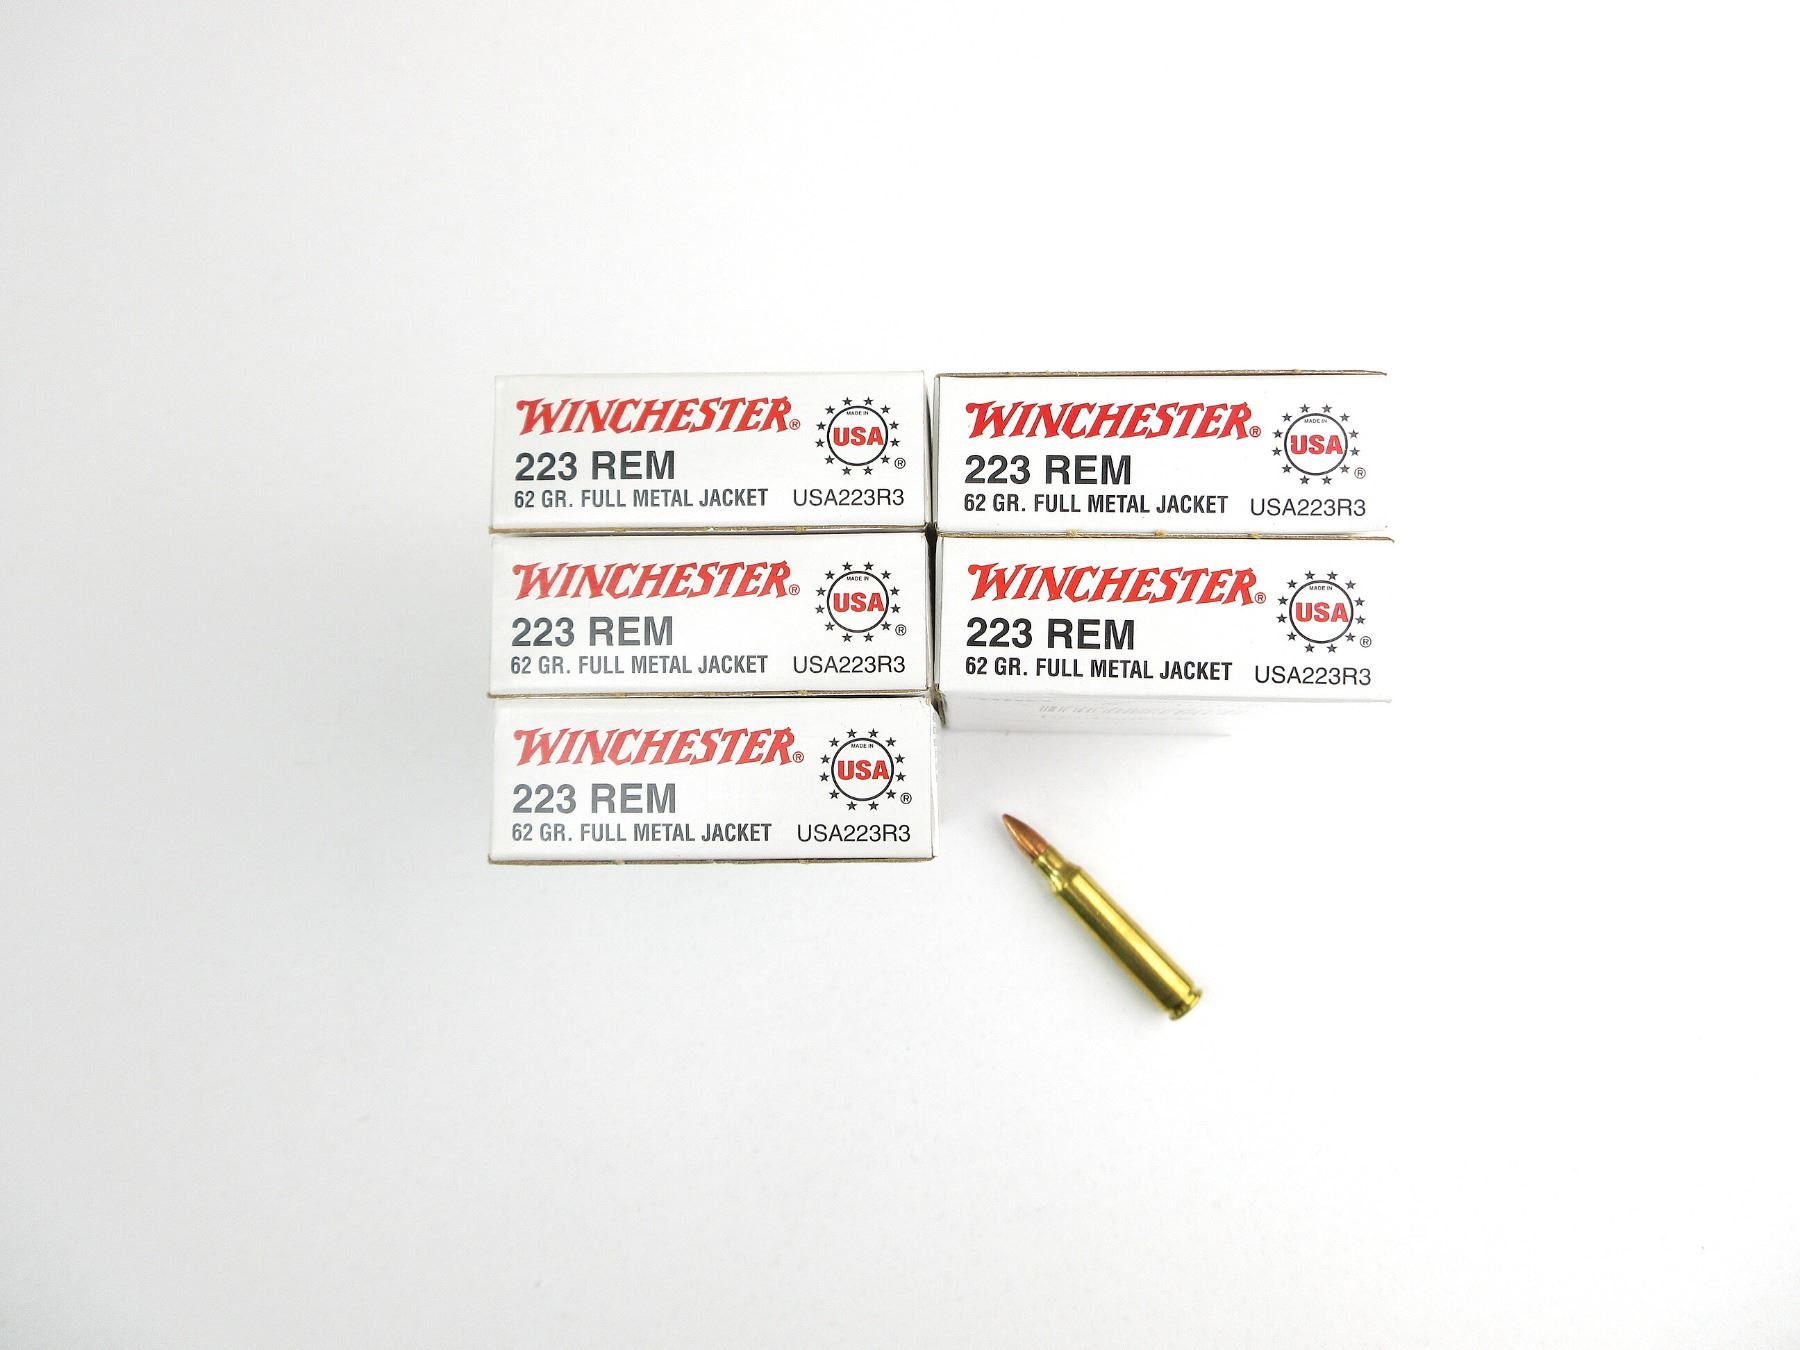 WINCHESTER®
MADE IN
USA
®
223 REM
62 GR. FULL METAL JACKET USA223R3
WINCHESTER®
MADE IN
USA
®
223 REM
62 GR. FULL METAL JACKET USA223R3
WINCHESTER®
MADE IN
USA
®
223 REM
62 GR. FULL METAL JACKET USA223R3
WINCHESTER®
MADE IN
USA
®
223 REM
62 GR. FULL METAL JACKET USA223R3
WINCHESTER®
MADE IN
USA
®
223 REM
62 GR. FULL METAL JACKET USA223R3